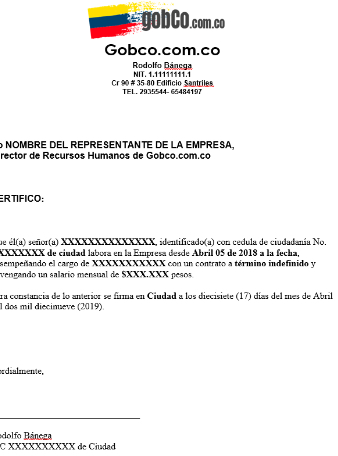 gobCo.com.co
Gobco.com.co
Rodolfo Bánega
NIT. 1.11111111.1
Cr 90 # 35-80 Edificio Santriles
TEL. 2935544- 65484197
o NOMBRE DEL REPRESENTANTE DE LA EMPRESA,
rector de Recursos Humanos de Gobco.com.co
ERTIFICO:
ue él(a) señor(a) XXXXXXXXXXXXXX, identificado(a) con cedula de ciudadanía No.
XXXXXXX de ciudad labora en la Empresa desde Abril 05 de 2018 a la fecha,
sempeñando el cargo de XXXXXXXXXXX con un contrato a término indefinido y
vengando un salario mensual de $XXX.XXX pesos.
ra constancia de lo anterior se firma en Ciudad a los diecisiete (17) días del mes de Abril
l dos mil diecinueve (2019).
ordialmente,
odolfo Bánega
C XXXXXXXXXX de Ciudad